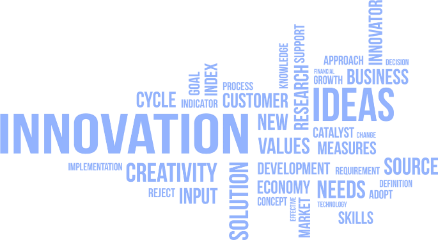 INNOVATOR
SUPPORT
KNOWLEDGE
APPROACH
DECISION
FINANCIAL
GROWTH
BUSINESS
GOAL
INDEX
PROCESS
RESEARCH
CYCLE
INDICATOR
CUSTOMER
IDEAS
INNOVATION
NEW
CATALYST
CHANGE
VALUES
MEASURES
IMPLEMENTATION
CREATIVITY
SOLUTION
DEVELOPMENT
REQUIREMENT
SOURCE
REJECT
INPUT
ECONOMY
NEEDS
DEFINITION
ADOPT
CONCEPT
EFFECTIVE
MARKET
TECHNOLOGY
SKILLS